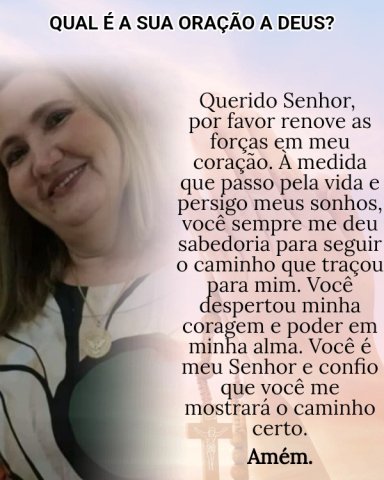 QUAL É A SUA ORAÇÃO A DEUS?
Querido Senhor,
por favor renove as
forças em meu
coração. À medida
que passo pela vida e
persigo meus sonhos,
você sempre me deu
sabedoria para seguir
o caminho que traçou
para mim. Você
despertou minha
coragem e poder em
minha alma. Você é
meu Senhor e confio
que você me
mostrará o caminho
certo.
Amém.